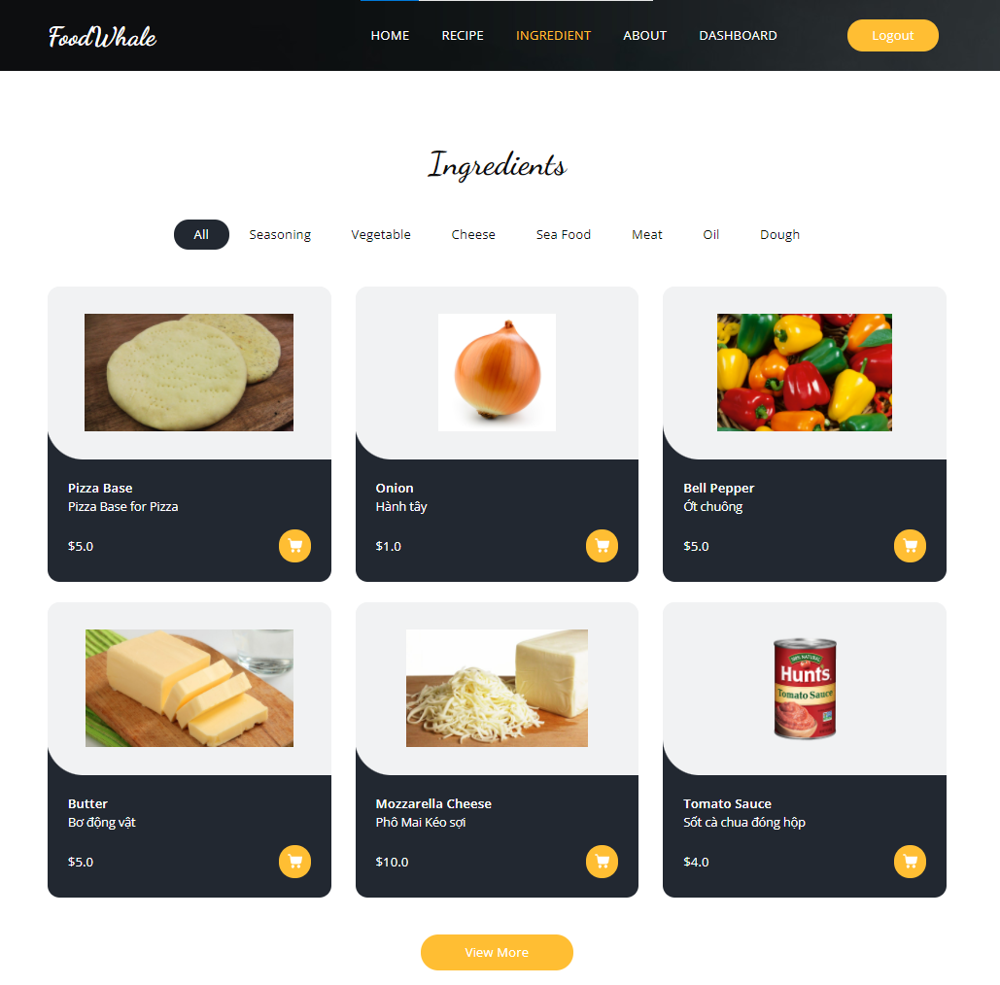 FoodWhale
HOME RECIPE INGREDIENT ABOUT DASHBOARD
Logout
Ingredients
All Seasoning Vegetable Cheese Sea Food Meat Oil Dough
Pizza Base
Pizza Base for Pizza
$5.0
Onion
Hành tây
$1.0
Bell Pepper
Ớt chuông
$5.0
Butter
Bơ động vật
$5.0
Mozzarella Cheese
Phô Mai Kéo sợi
$10.0
100% NATURAL
Hunt's
Tomato Sauce
Tomato Sauce
Sốt cà chua đóng hộp
$4.0
View More